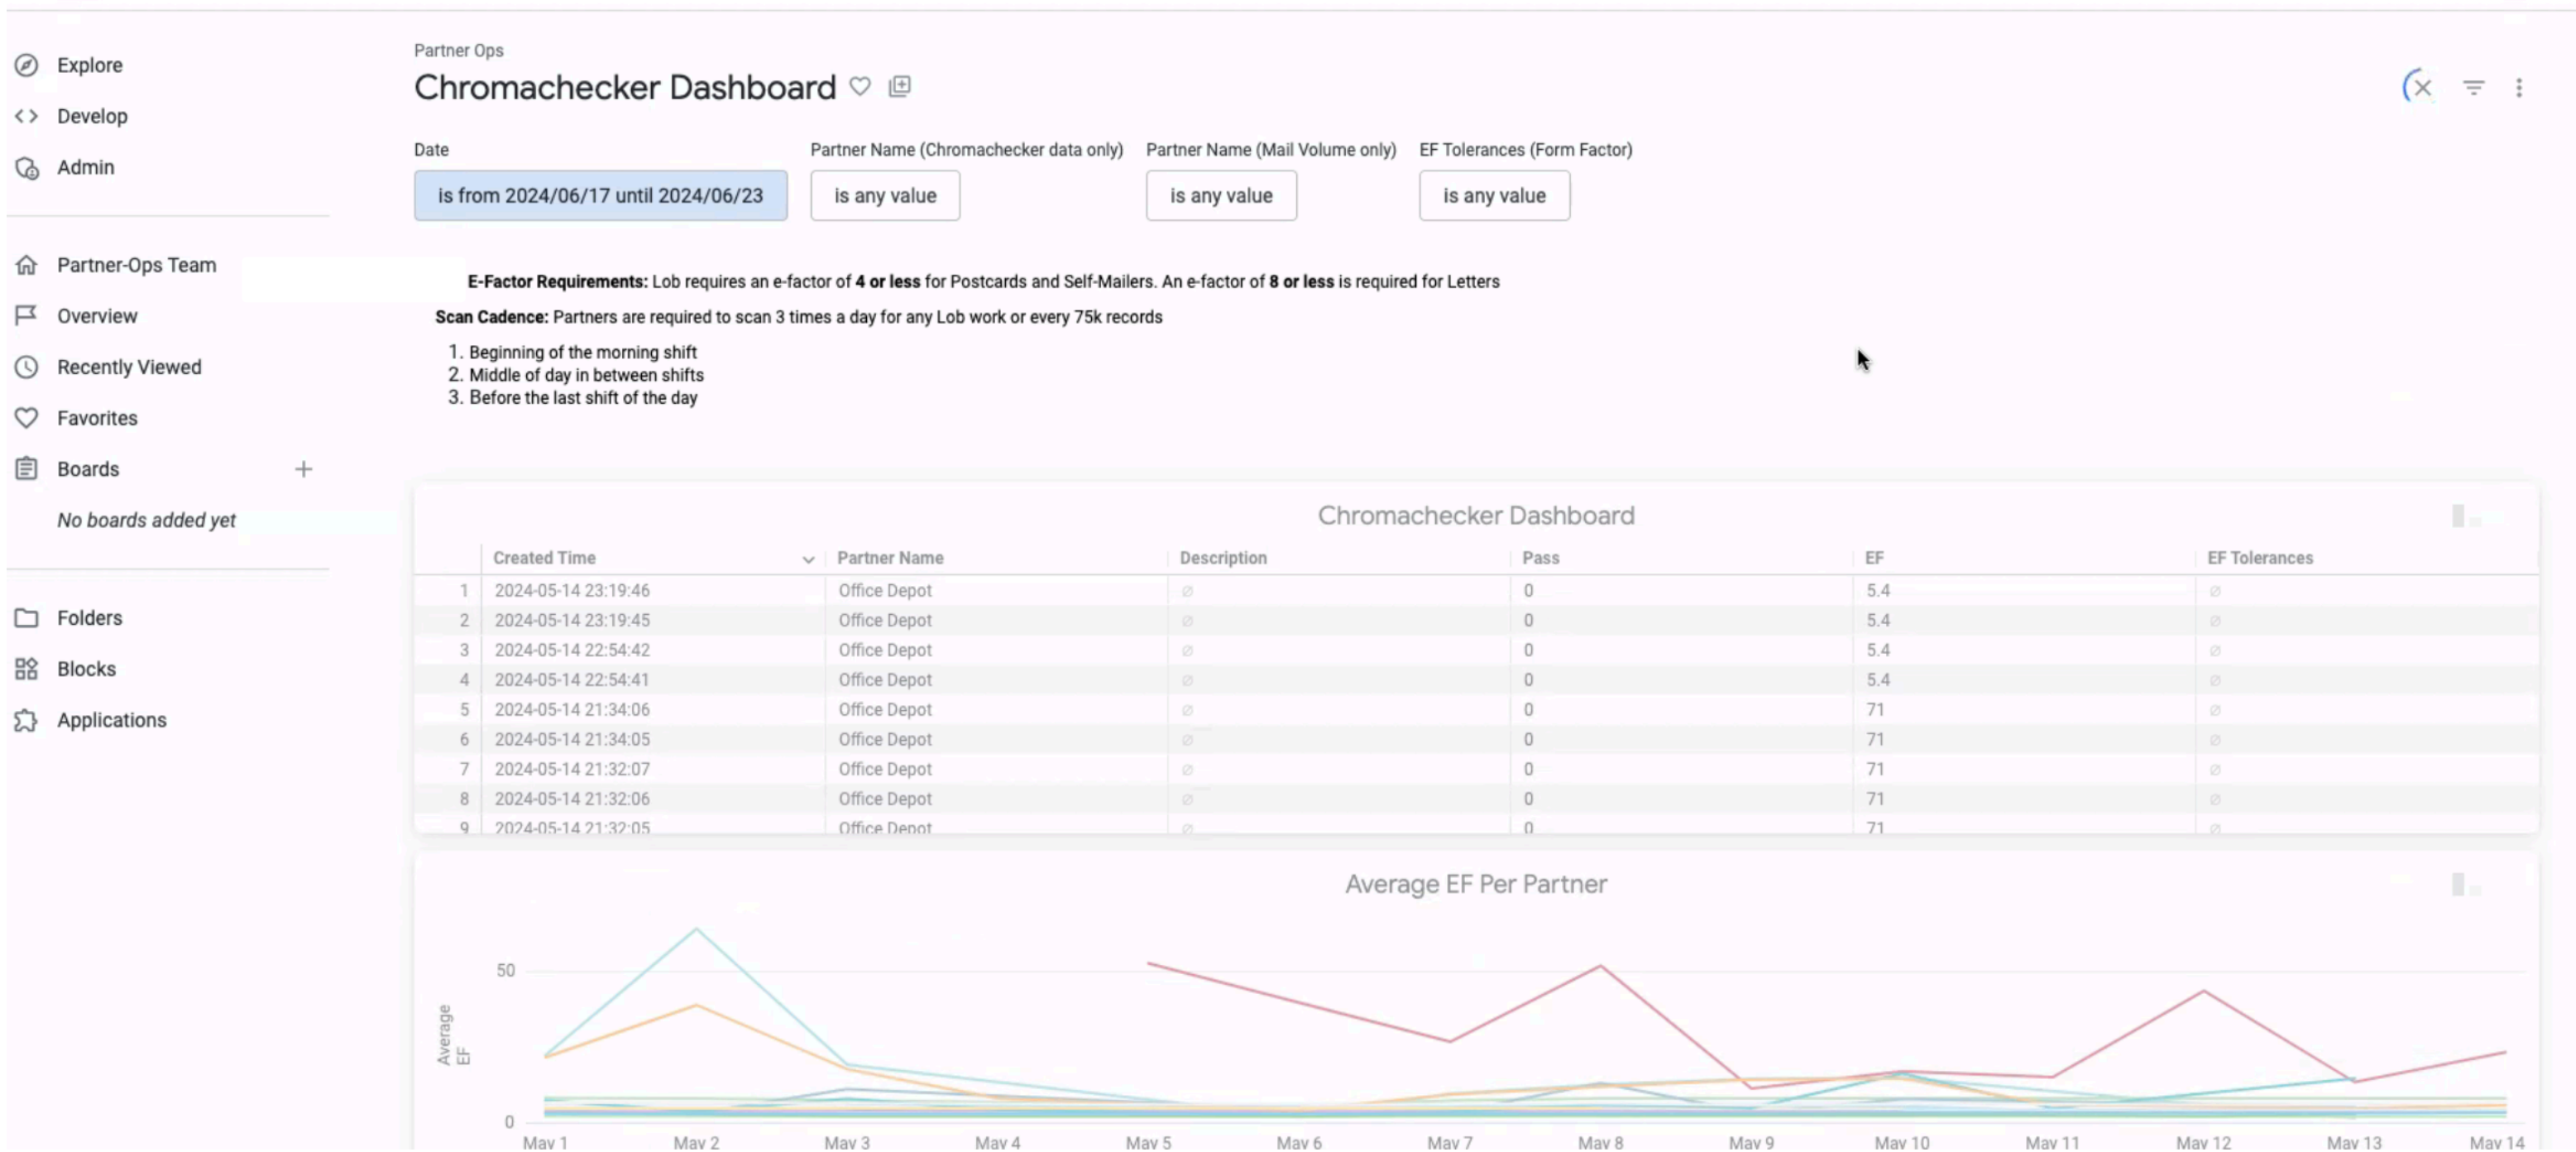 Explore
Develop
Admin
Partner-Ops Team
Overview
Recently Viewed
Favorites
Boards
No boards added yet
Folders
Blocks
Applications
Partner Ops
Chromachecker Dashboard
Date Partner Name (Chromachecker data only) Partner Name (Mail Volume only) EF Tolerances (Form Factor)
is from 2024/06/17 until 2024/06/23 is any value is any value is any value
E-Factor Requirements: Lob requires an e-factor of 4 or less for Postcards and Self-Mailers. An e-factor of 8 or less is required for Letters
Scan Cadence: Partners are required to scan 3 times a day for any Lob work or every 75k records
1. Beginning of the morning shift
2. Middle of day in between shifts
3. Before the last shift of the day
Chromachecker Dashboard
Created Time Partner Name Description Pass EF EF Tolerances
1 2024-05-14 23:19:46 Office Depot ∅ 0 5.4 ∅
2 2024-05-14 23:19:45 Office Depot ∅ 0 5.4 ∅
3 2024-05-14 22:54:42 Office Depot ∅ 0 5.4 ∅
4 2024-05-14 22:54:41 Office Depot ∅ 0 5.4 ∅
5 2024-05-14 21:34:06 Office Depot ∅ 0 71 ∅
6 2024-05-14 21:34:05 Office Depot ∅ 0 71 ∅
7 2024-05-14 21:32:07 Office Depot ∅ 0 71 ∅
8 2024-05-14 21:32:06 Office Depot ∅ 0 71 ∅
9 2024-05-14 21:32:05 Office Depot ∅ 0 71 ∅
Average EF Per Partner
Average
EF
50
0
May 1 May 2 May 3 May 4 May 5 May 6 May 7 May 8 May 9 May 10 May 11 May 12 May 13 May 14